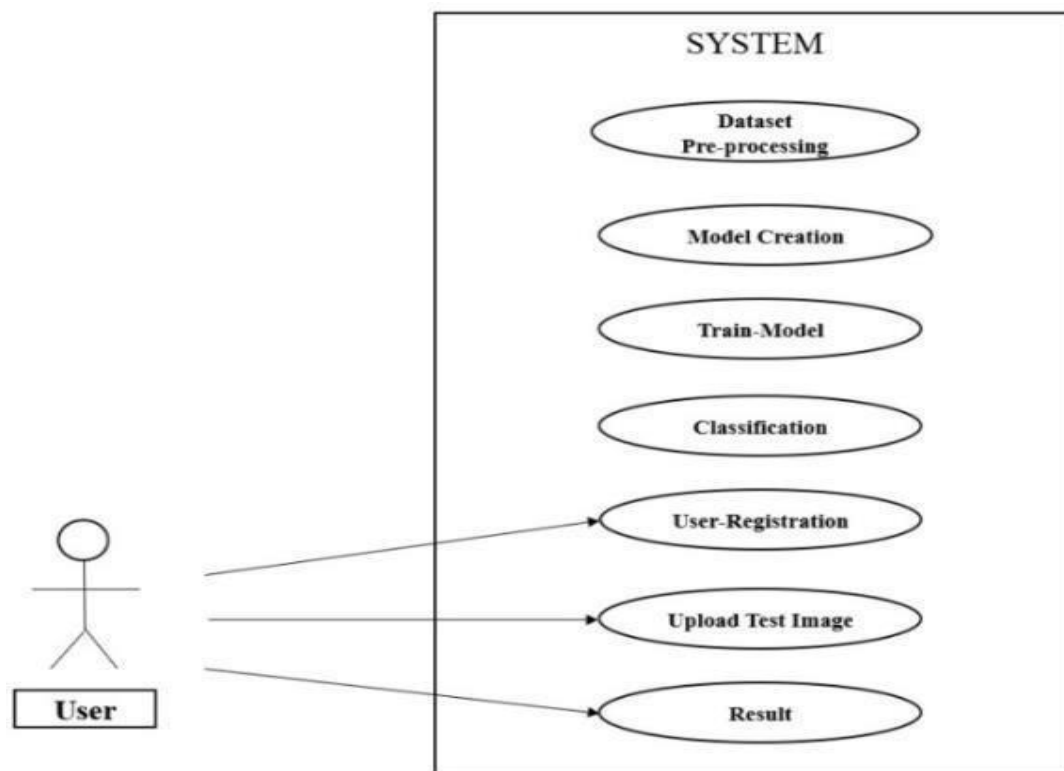 SYSTEM
Dataset
Pre-processing
Model Creation
Train-Model
Classification
User-Registration
Upload Test Image
Result
User